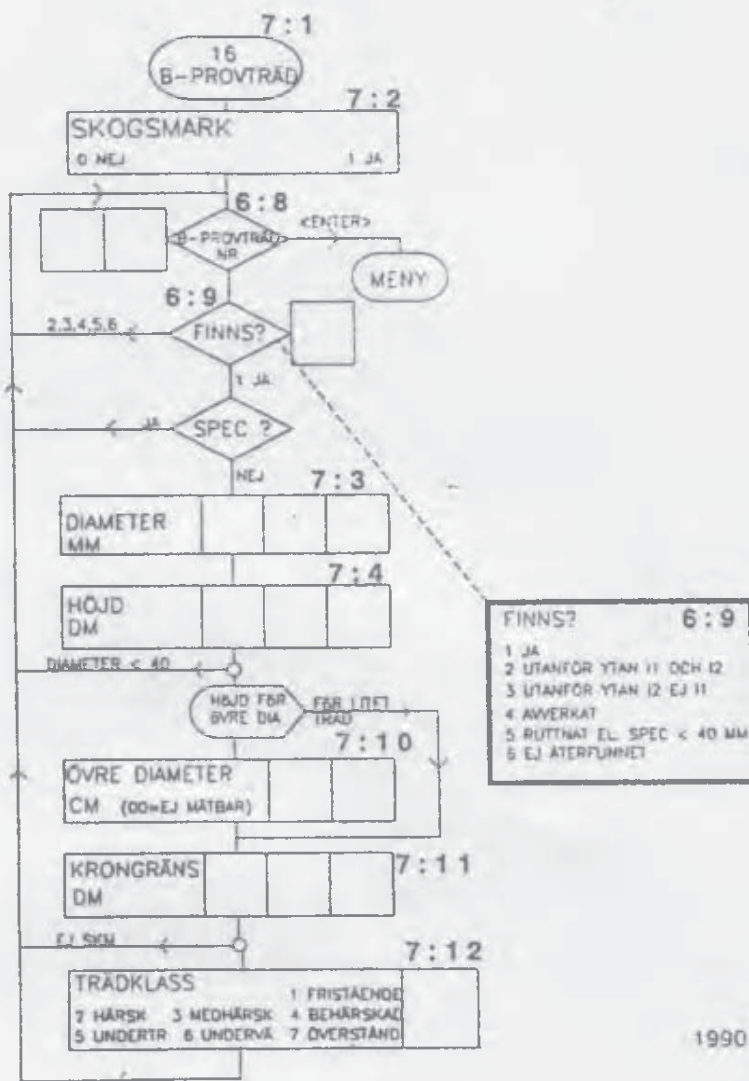 7:1
16
B-PROVTRÄD
7:2
SKOGSMARK
0 NEJ 1 JA
6:8
B-PROVTRÄD
NR
<ENTER>
MENY
6:9
2,3,4,5,6
FINNS?
1 JA
JA
SPEC ?
NEJ
7:3
DIAMETER
MM
7:4
HÖJD
DM
DIAMETER < 40
HÖJD FÖR
ÖVRE DIA
FÖR LITET
TRÄD
7:10
ÖVRE DIAMETER
CM (00=EJ MÄTBAR)
KRONGRÄNS
DM
7:11
EJ SKM
7:12
TRÄDKLASS
1 FRISTÅENDE
2 HÄRSK 3 MEDHÄRSK 4 BEHÄRSKAD
5 UNDERTR 6 UNDERVÄ 7 ÖVERSTÅND
FINNS? 6:9
1 JA
2 UTANFÖR YTAN I1 OCH I2
3 UTANFÖR YTAN I2 EJ I1
4 AVVERKAT
5 RUTTNAT EL. SPEC < 40 MM
6 EJ ÅTERFUNNET
1990